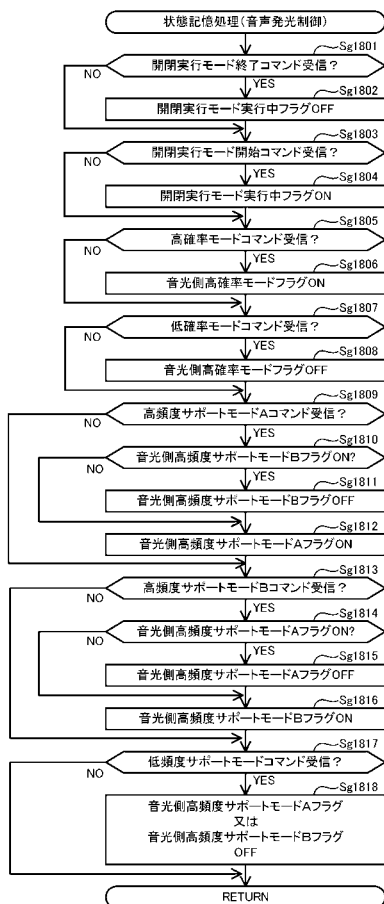 状態記憶処理(音声発光制御)
Sg1801
開閉実行モード終了コマンド受信？
NO
YES
Sg1802
開閉実行モード実行中フラグOFF
Sg1803
開閉実行モード開始コマンド受信？
NO
YES
Sg1804
開閉実行モード実行中フラグON
Sg1805
高確率モードコマンド受信？
NO
YES
Sg1806
音光側高確率モードフラグON
Sg1807
低確率モードコマンド受信？
NO
YES
Sg1808
音光側高確率モードフラグOFF
Sg1809
高頻度サポートモードAコマンド受信？
NO
YES
Sg1810
音光側高頻度サポートモードBフラグON?
NO
YES
Sg1811
音光側高頻度サポートモードBフラグOFF
Sg1812
音光側高頻度サポートモードAフラグON
Sg1813
高頻度サポートモードBコマンド受信？
NO
YES
Sg1814
音光側高頻度サポートモードAフラグON?
NO
YES
Sg1815
音光側高頻度サポートモードAフラグOFF
Sg1816
音光側高頻度サポートモードBフラグON
Sg1817
低頻度サポートモードコマンド受信？
NO
YES
Sg1818
音光側高頻度サポートモードAフラグ
又は
音光側高頻度サポートモードBフラグ
OFF
RETURN